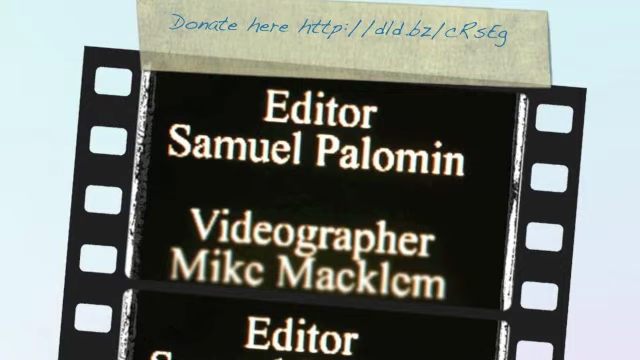 Donate here http://dld.bz/cRsEg
Editor
Samuel Palomin
Videographer
Mike Macklem
Editor